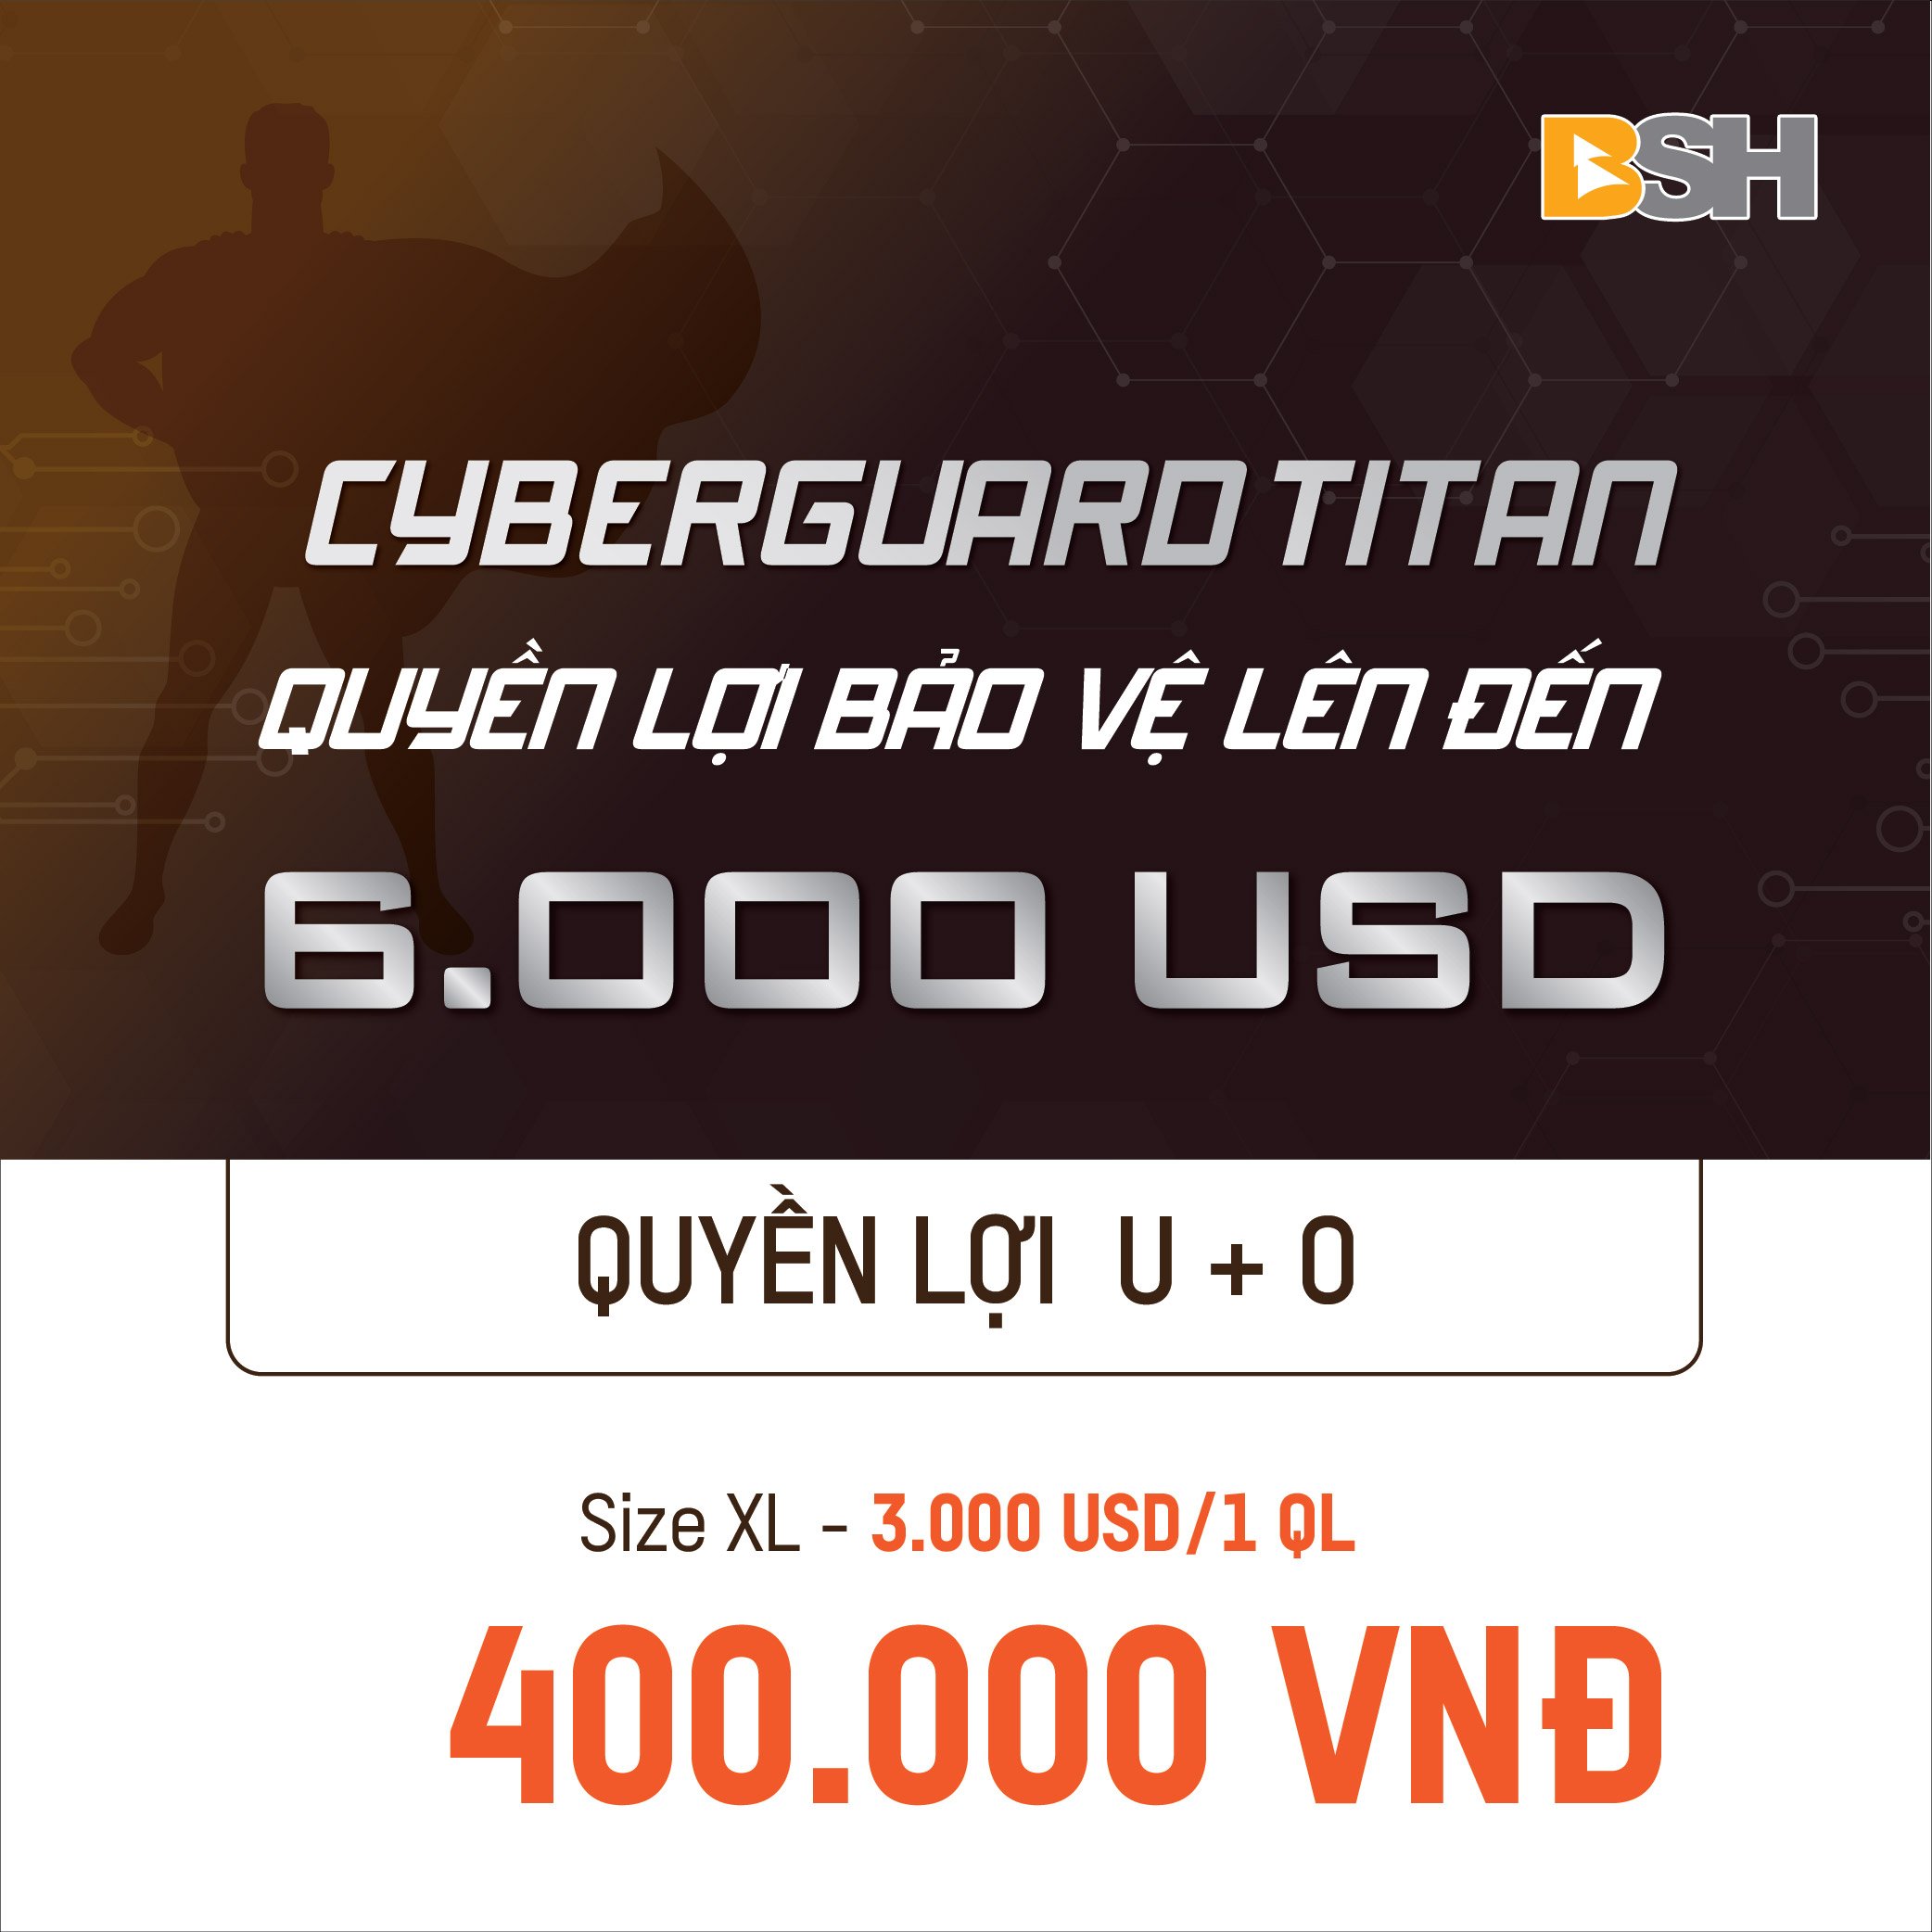 BSH
CYBERGUARD TITAN
QUYỀN LỢI BẢO VỆ LÊN ĐẾN
6.000 USD
QUYỀN LỢI U + O
Size XL - 3.000 USD/1 QL
400.000 VNĐ